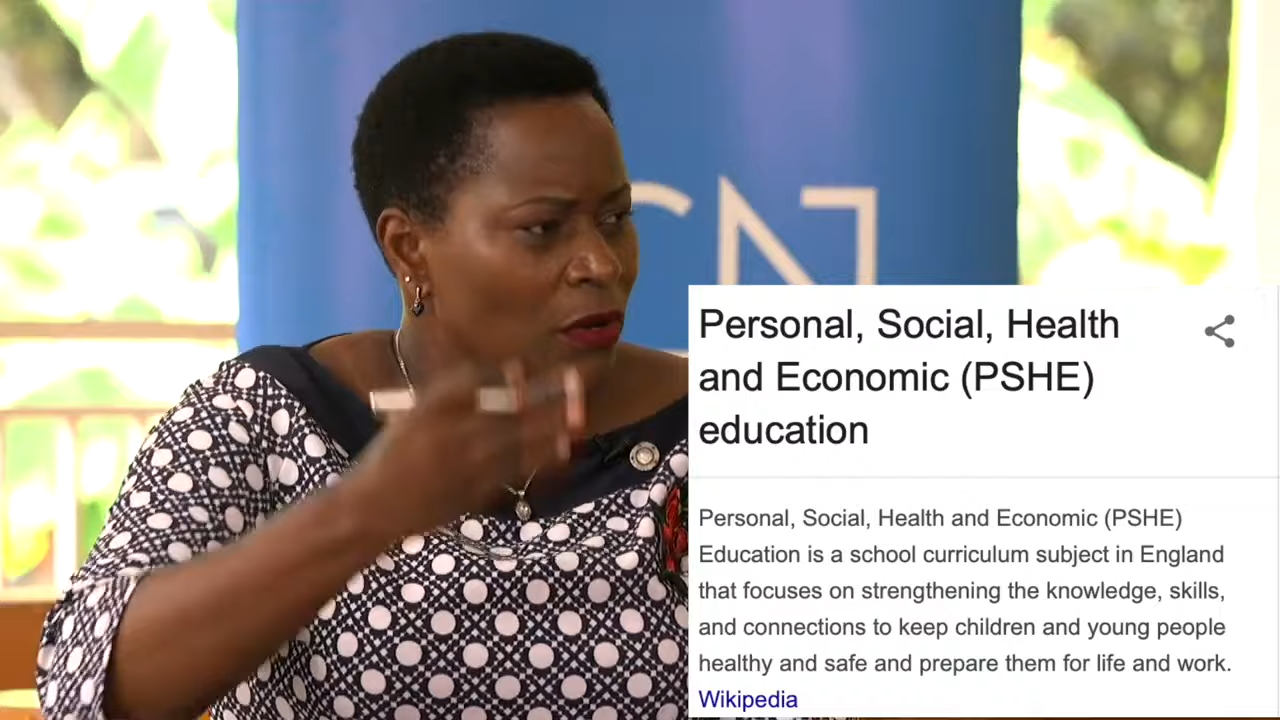 CN
Personal, Social, Health
and Economic (PSHE)
education
Personal, Social, Health and Economic (PSHE)
Education is a school curriculum subject in England
that focuses on strengthening the knowledge, skills,
and connections to keep children and young people
healthy and safe and prepare them for life and work.
Wikipedia